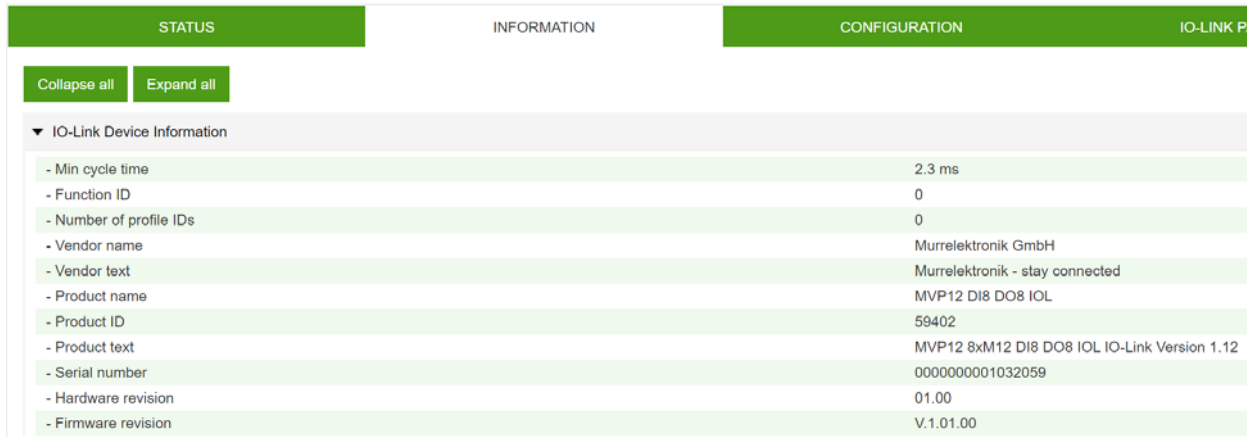 STATUS INFORMATION CONFIGURATION IO-LINK
Collapse all Expand all
IO-Link Device Information
- Min cycle time 2.3 ms
- Function ID 0
- Number of profile IDs 0
- Vendor name Murrelektronik GmbH
- Vendor text Murrelektronik - stay connected
- Product name MVP12 DI8 DO8 IOL
- Product ID 59402
- Product text MVP12 8xM12 DI8 DO8 IOL IO-Link Version 1.12
- Serial number 0000000001032059
- Hardware revision 01.00
- Firmware revision V.1.01.00